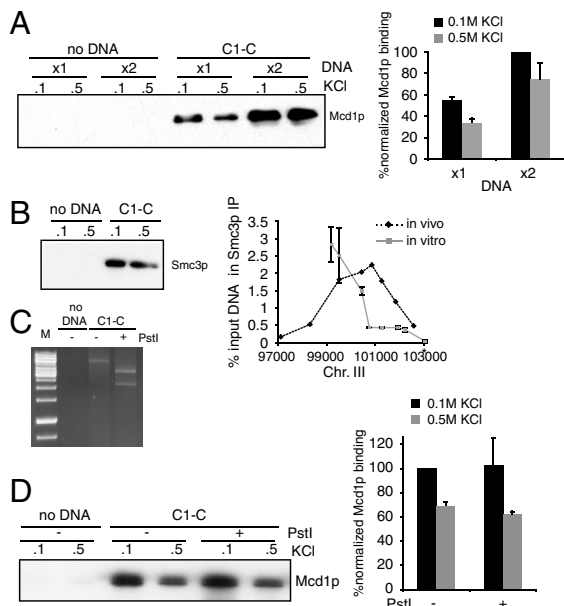 A
no DNA C1-C
x1 x2 x1 x2 DNA
.1 .5 .1 .5 .1 .5 .1 .5 KCl
Mcd1p
0.1M KCl
0.5M KCl
%normalized Mcd1p binding
100
80
60
40
20
0
x1 x2
DNA
B
no DNA C1-C
.1 .5 .1 .5
Smc3p
in vivo
in vitro
% input DNA in Smc3p IP
3.5
3
2.5
2
1.5
1
0.5
0
97000 99000 101000 103000
Chr. III
C
no
DNA C1-C
M - - + PstI
D
no DNA C1-C
- - + PstI
.1 .5 .1 .5 .1 .5 KCl
Mcd1p
0.1M KCl
0.5M KCl
%normalized Mcd1p binding
120
100
80
60
40
20
0
PstI - +